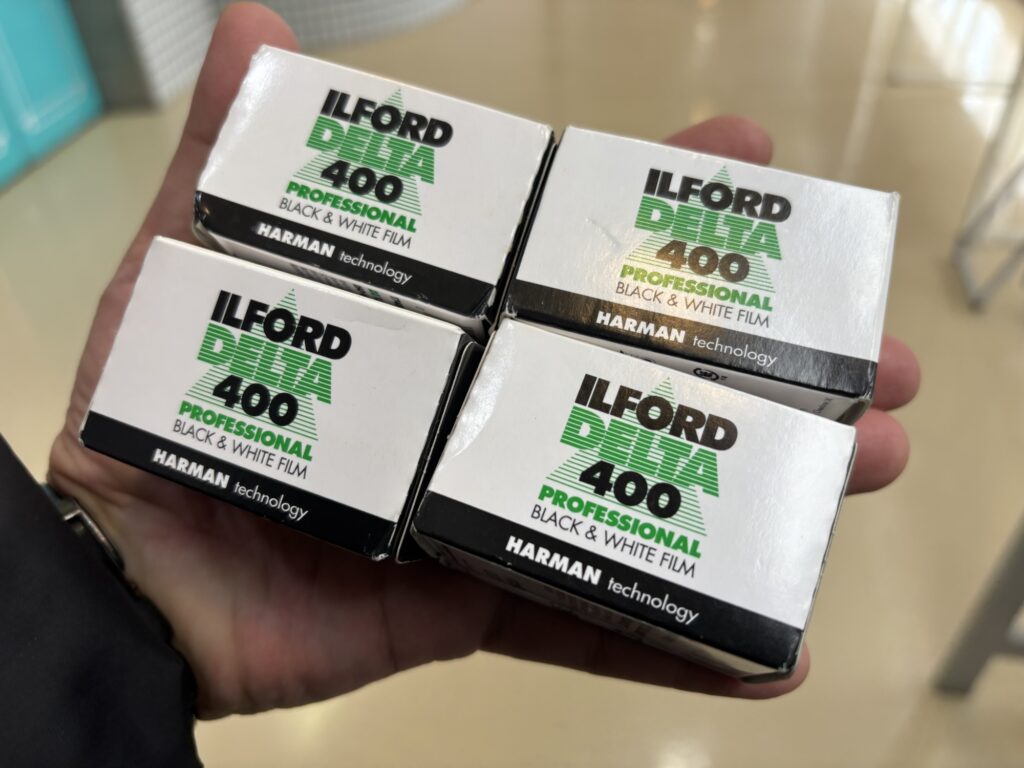 ILFORD
DELTA
400
PROFESSIONAL
BLACK & WHITE FILM
HARMAN technology
ILFORD
DELTA
400
PROFESSIONAL
BLACK & WHITE FILM
HARMAN technology
ILFORD
DELTA
400
PROFESSIONAL
BLACK & WHITE FILM
HARMAN technology
ILFORD
DELTA
400
PROFESSIONAL
BLACK & WHITE FILM
HARMAN technology